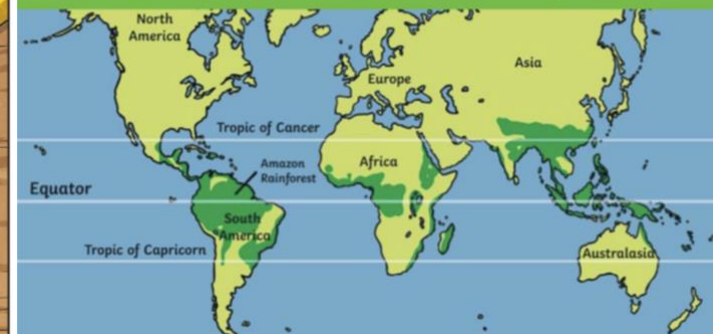 North
America
Europe
Asia
Tropic of Cancer
Africa
Amazon
Rainforest
Equator
South
America
Tropic of Capricorn
Australasia